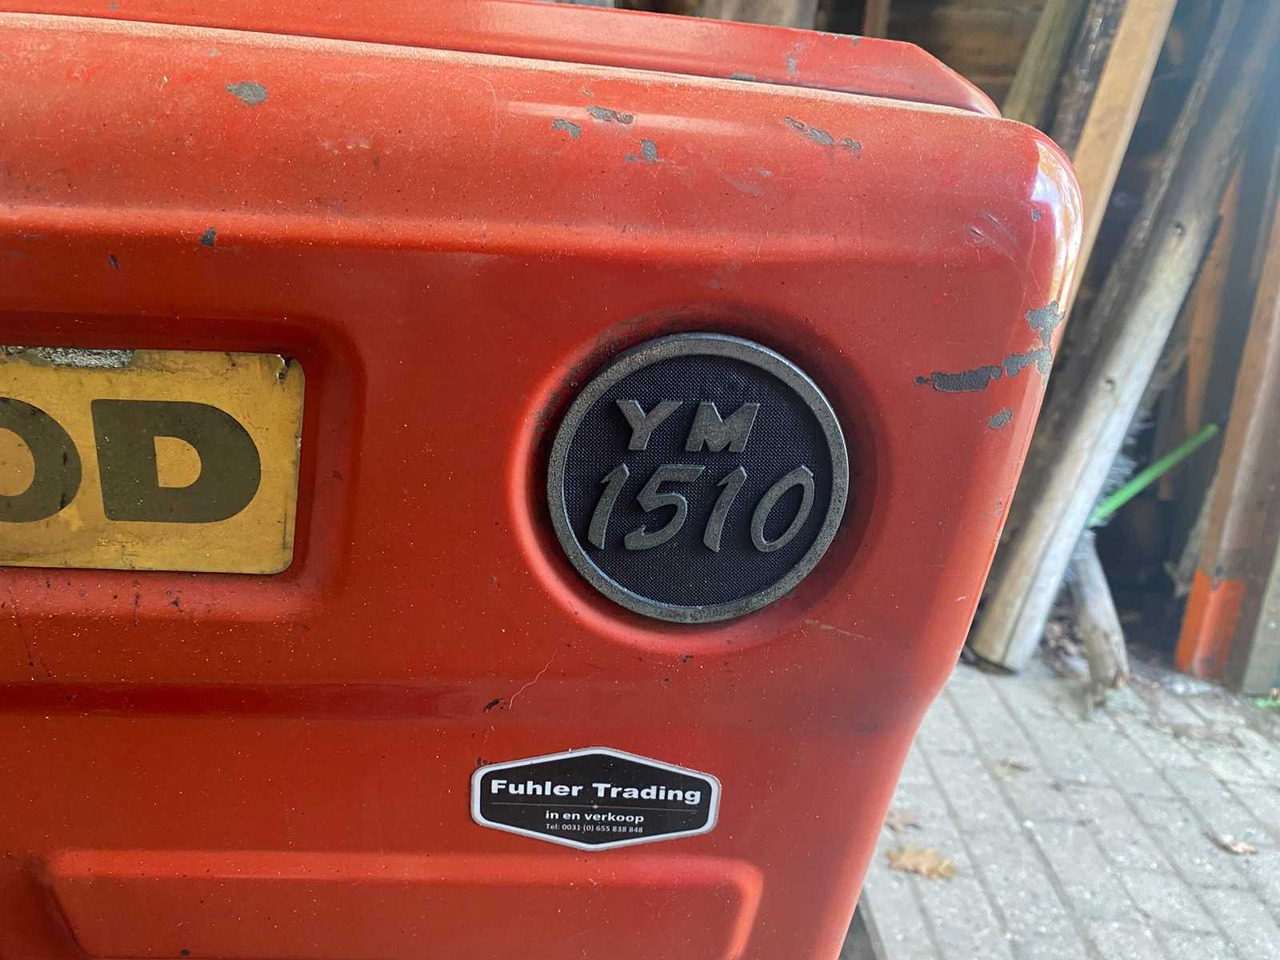 OD
YM
1510
Fuhler Trading
in en verkoop
Tel: 0031 (0) 655 838 848